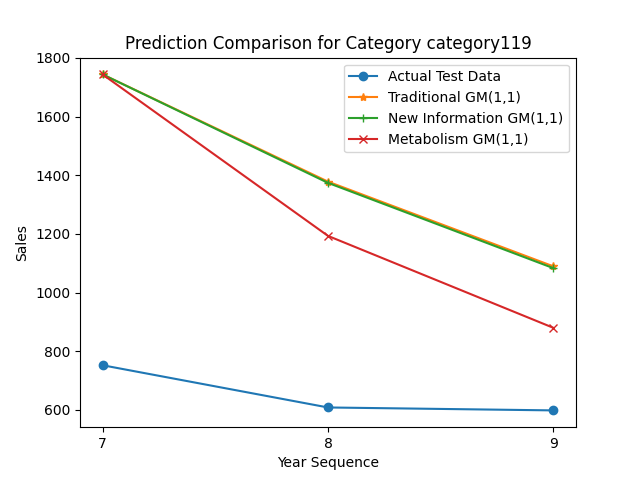 Prediction Comparison for Category category119
Actual Test Data
Traditional GM(1,1)
New Information GM(1,1)
Metabolism GM(1,1)
Sales
1800
1600
1400
1200
1000
800
600
7
8
9
Year Sequence